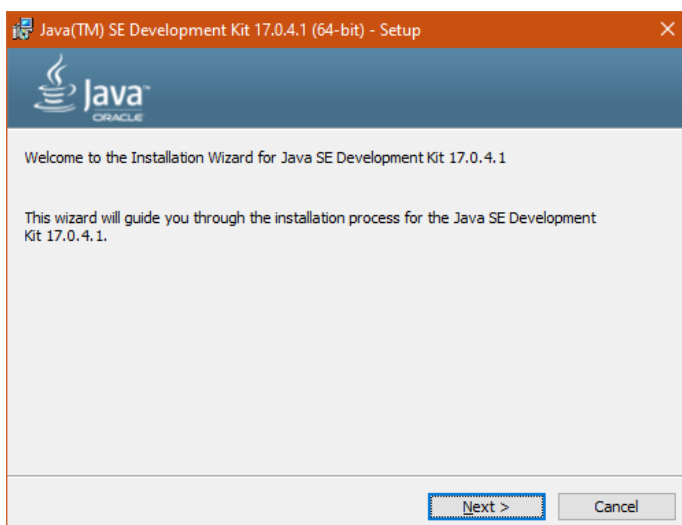 Java(TM) SE Development Kit 17.0.4.1 (64-bit) - Setup
Java™
ORACLE
Welcome to the Installation Wizard for Java SE Development Kit 17.0.4.1
This wizard will guide you through the installation process for the Java SE Development
Kit 17.0.4.1.
Next >
Cancel